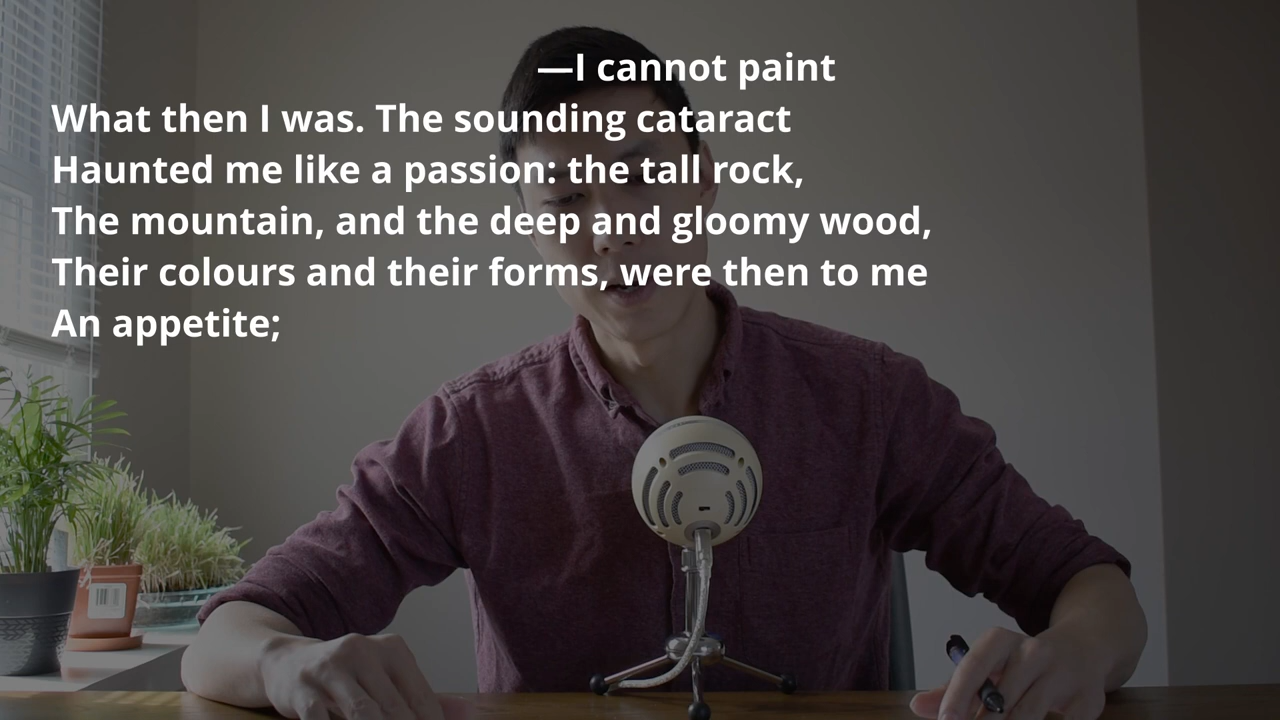 —I cannot paint
What then I was. The sounding cataract
Haunted me like a passion: the tall rock,
The mountain, and the deep and gloomy wood,
Their colours and their forms, were then to me
An appetite;